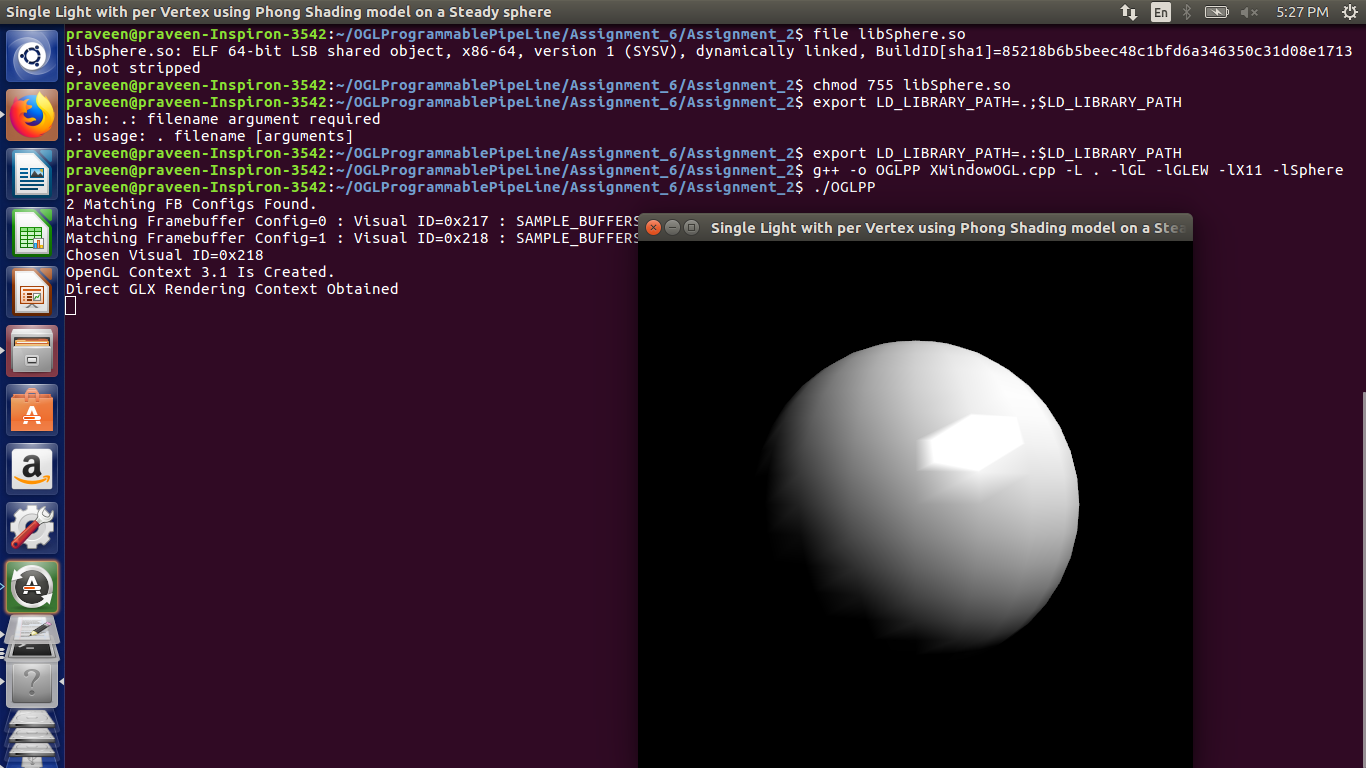 Single Light with per Vertex using Phong Shading model on a Steady sphere
En
5:27 PM
praveen@praveen-Inspiron-3542:~/OGLProgrammablePipeLine/Assignment_6/Assignment_2$ file libSphere.so
libSphere.so: ELF 64-bit LSB shared object, x86-64, version 1 (SYSV), dynamically linked, BuildID[sha1]=85218b6b5beec48c1bfd6a346350c31d08e1713
e, not stripped
praveen@praveen-Inspiron-3542:~/OGLProgrammablePipeLine/Assignment_6/Assignment_2$ chmod 755 libSphere.so
praveen@praveen-Inspiron-3542:~/OGLProgrammablePipeLine/Assignment_6/Assignment_2$ export LD_LIBRARY_PATH=.;$LD_LIBRARY_PATH
bash: .: filename argument required
.: usage: . filename [arguments]
praveen@praveen-Inspiron-3542:~/OGLProgrammablePipeLine/Assignment_6/Assignment_2$ export LD_LIBRARY_PATH=.:$LD_LIBRARY_PATH
praveen@praveen-Inspiron-3542:~/OGLProgrammablePipeLine/Assignment_6/Assignment_2$ g++ -o OGLPP XWindowOGL.cpp -L . -lGL -lGLEW -lX11 -lSphere
praveen@praveen-Inspiron-3542:~/OGLProgrammablePipeLine/Assignment_6/Assignment_2$ ./OGLPP
2 Matching FB Configs Found.
Matching Framebuffer Config=0 : Visual ID=0x217 : SAMPLE_BUFFERS
Matching Framebuffer Config=1 : Visual ID=0x218 : SAMPLE_BUFFERS
Chosen Visual ID=0x218
OpenGL Context 3.1 Is Created.
Direct GLX Rendering Context Obtained
Single Light with per Vertex using Phong Shading model on a Stea
a